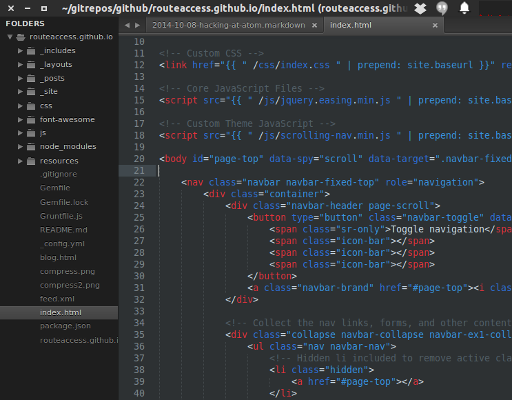 ~/gitrepos/github/routeaccess.github.io/index.html (routeaccess.github
FOLDERS
routeaccess.github.io
_includes
_layouts
_posts
_site
css
font-awesome
js
node_modules
resources
.gitignore
Gemfile
Gemfile.lock
Gruntfile.js
README.md
_config.yml
blog.html
compress.png
compress2.png
feed.xml
index.html
package.json
routeaccess.github.i
2014-10-08-hacking-at-atom.markdown
index.html
10
11 <!-- Custom CSS -->
12 <link href="{{ " /css/index.css " | prepend: site.baseurl }}" re
13
14 <!-- Core JavaScript Files -->
15 <script src="{{ " /js/jquery.easing.min.js " | prepend: site.bas
16
17 <!-- Custom Theme JavaScript -->
18 <script src="{{ " /js/scrolling-nav.min.js " | prepend: site.bas
19
20 <body id="page-top" data-spy="scroll" data-target=".navbar-fixed
21
22 <nav class="navbar navbar-fixed-top" role="navigation">
23 <div class="container">
24 <div class="navbar-header page-scroll">
25 <button type="button" class="navbar-toggle" data
26 <span class="sr-only">Toggle navigation</spa
27 <span class="icon-bar"></span>
28 <span class="icon-bar"></span>
29 <span class="icon-bar"></span>
30 </button>
31 <a class="navbar-brand" href="#page-top"><i clas
32 </div>
33
34 <!-- Collect the nav links, forms, and other content
35 <div class="collapse navbar-collapse navbar-ex1-coll
36 <ul class="nav navbar-nav">
37 <!-- Hidden li included to remove active cla
38 <li class="hidden">
39 <a href="#page-top"></a>
40 </li>